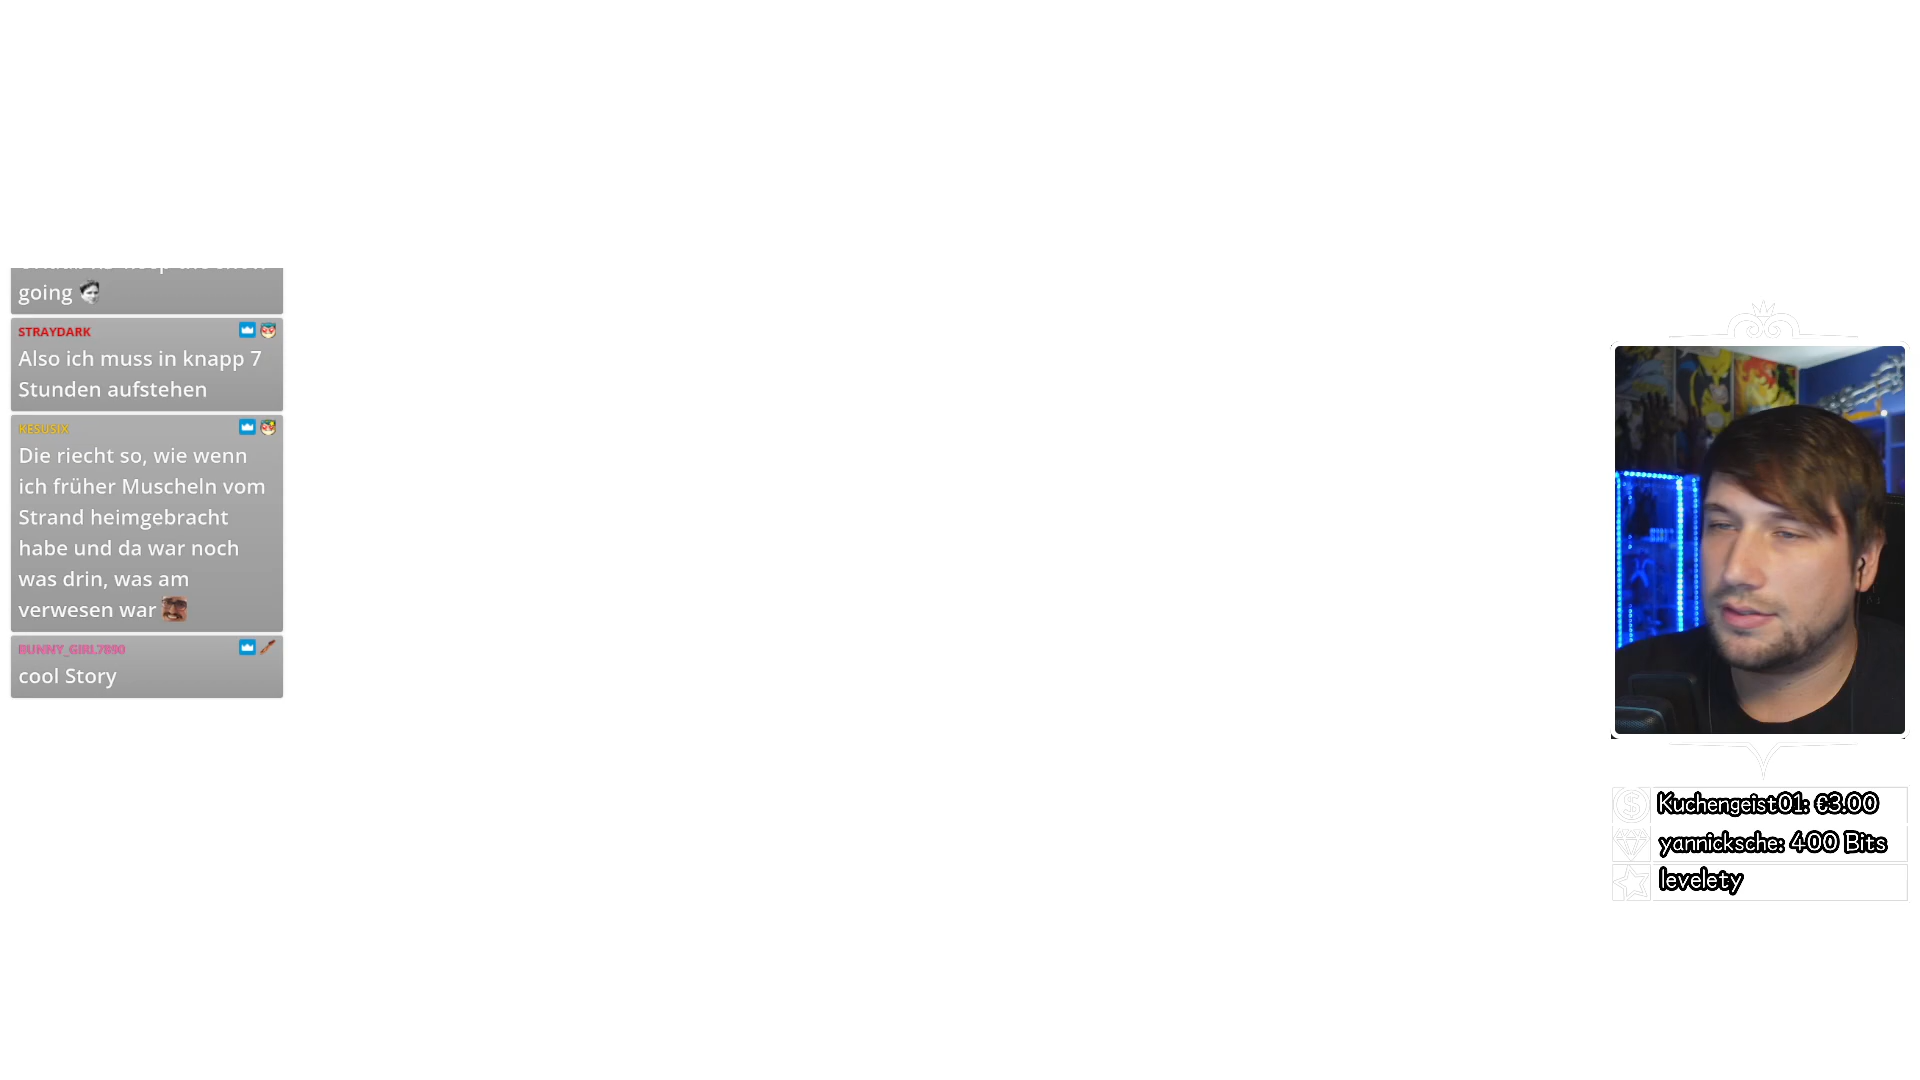 going
STRAYDARK
Also ich muss in knapp 7
Stunden aufstehen
KESUSIX
Die riecht so, wie wenn
ich früher Muscheln vom
Strand heimgebracht
habe und da war noch
was drin, was am
verwesen war
BUNNY_GIRL7890
cool Story
Kuchengeist01: €3.00
yannicksche: 400 Bits
levelety